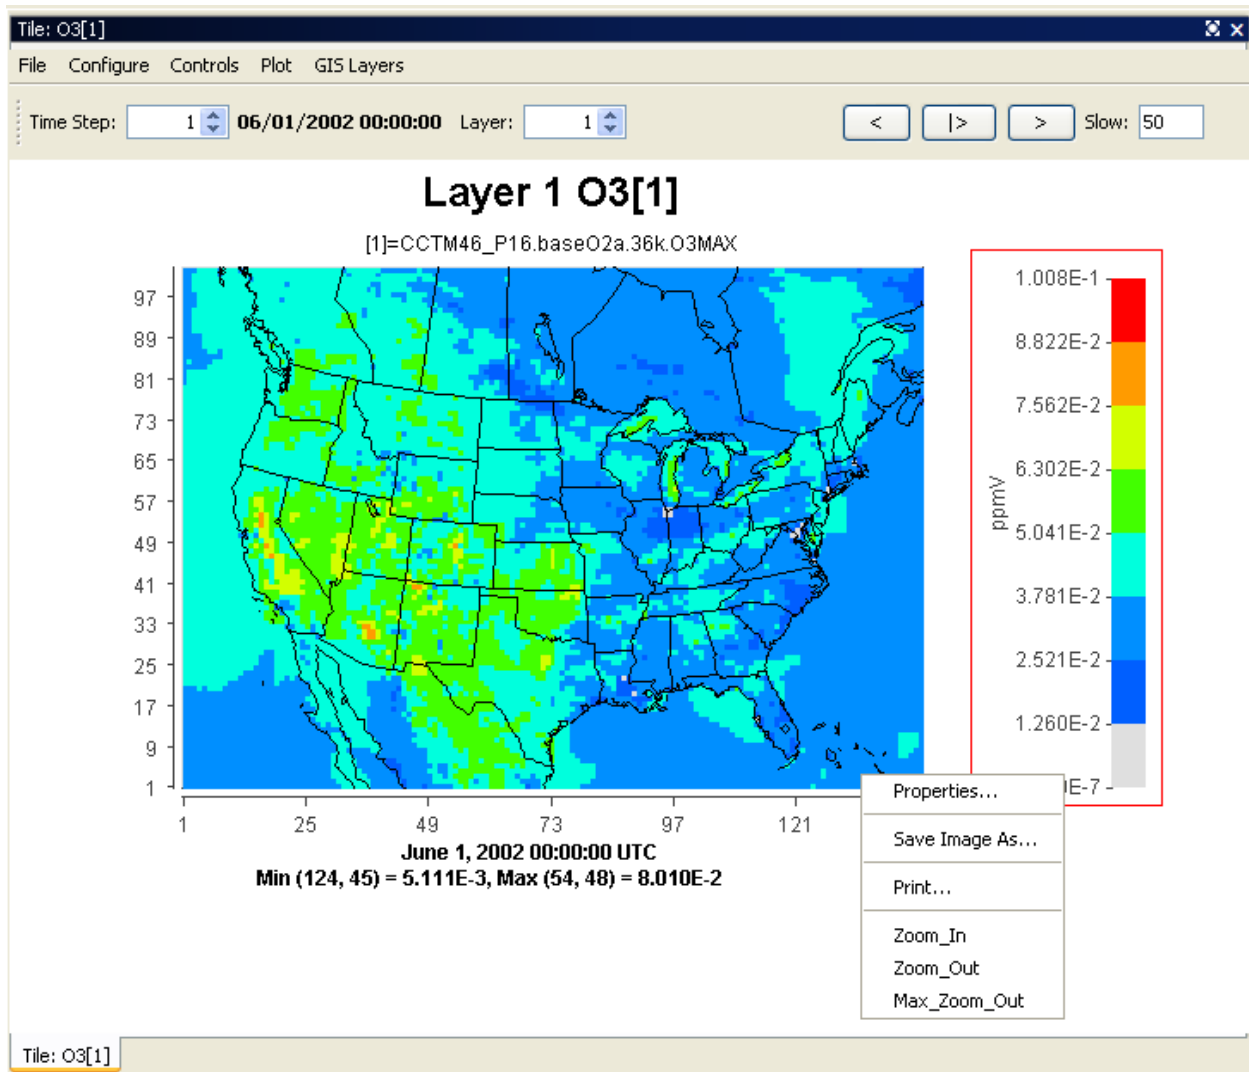 Tile: O3[1]
File Configure Controls Plot GIS Layers
Time Step: 1 06/01/2002 00:00:00 Layer: 1 < |> > Slow: 50
Layer 1 O3[1]
[1]=CCTM46_P16.baseO2a.36k.O3MAX
97
89
81
73
65
57
49
41
33
25
17
9
1
1 25 49 73 97 121
June 1, 2002 00:00:00 UTC
Min (124, 45) = 5.111E-3, Max (54, 48) = 8.010E-2
ppmV
1.008E-1
8.822E-2
7.562E-2
6.302E-2
5.041E-2
3.781E-2
2.521E-2
1.260E-2
E-7
Properties...
Save Image As...
Print...
Zoom_In
Zoom_Out
Max_Zoom_Out
Tile: O3[1]